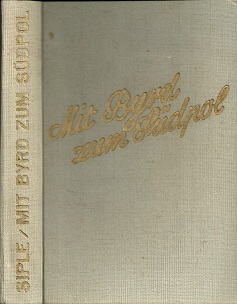 SIPLE / MIT BYRD ZUM SÜDPOL
Mit Byrd
zum Südpol